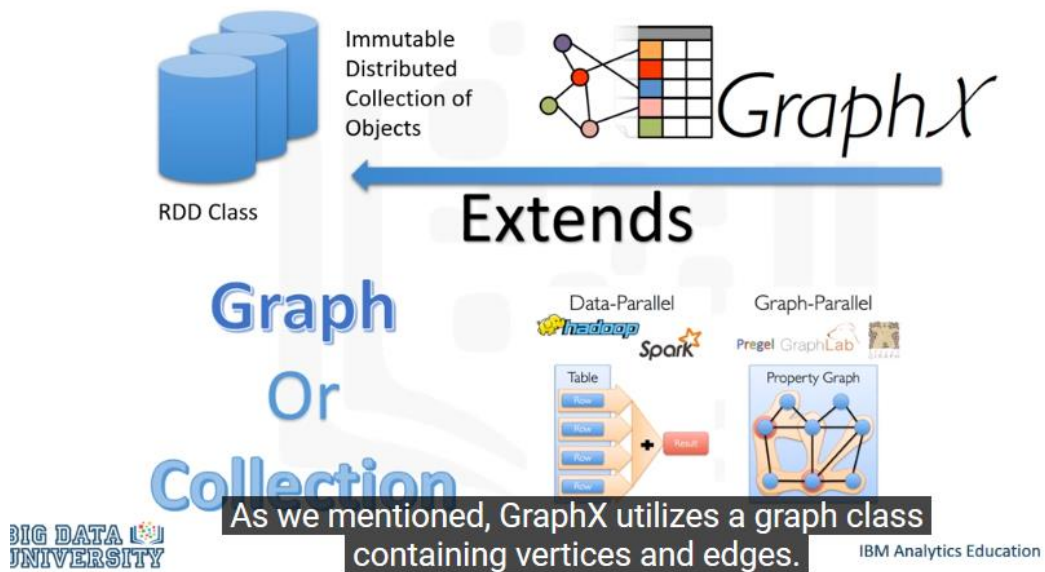 Immutable
Distributed
Collection of
Objects
GraphX
RDD Class
Extends
Graph
Or
Collection
Data-Parallel
Graph-Parallel
hadoop
Spark
Pregel GraphLab
Table
Row
Row
Row
Row
+
Result
Property Graph
As we mentioned, GraphX utilizes a graph class
containing vertices and edges.
BIG DATA
UNIVERSITY
IBM Analytics Education